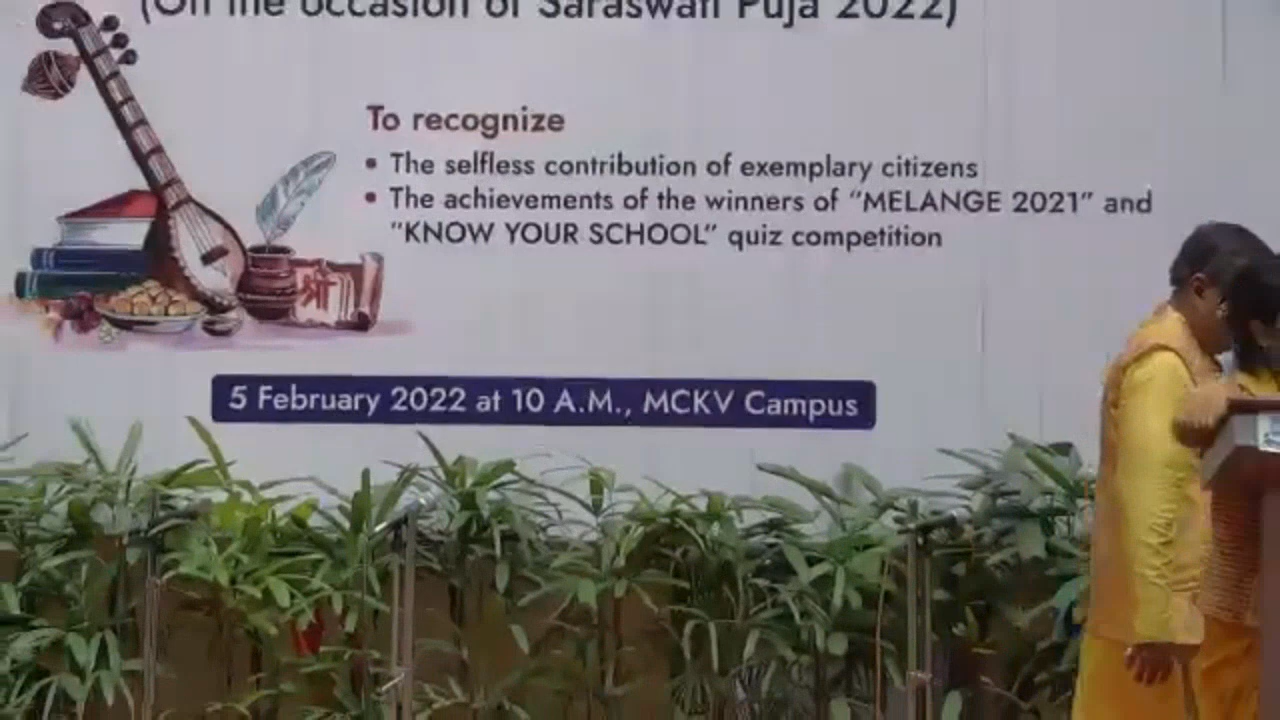 (On the occasion of Saraswati Puja 2022)
To recognize
• The selfless contribution of exemplary citizens
• The achievements of the winners of “MELANGE 2021” and
“KNOW YOUR SCHOOL” quiz competition
5 February 2022 at 10 A.M., MCKV Campus